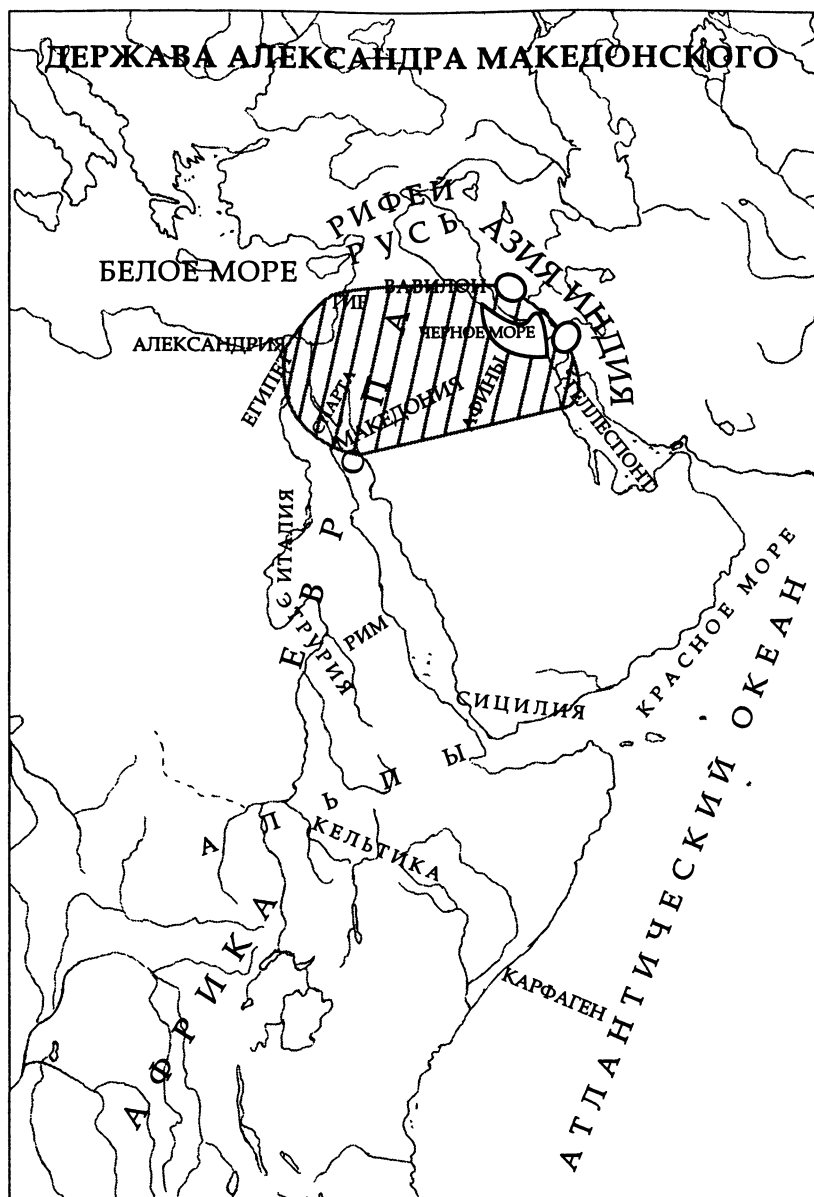 ДЕРЖАВА АЛЕКСАНДРА МАКЕДОНСКОГО
РИФЕЙ
РУСЬ
АЗИЯ
ИНДИЯ
БЕЛОЕ МОРЕ
ВАВИЛОН
ТИР
ЧЕРНОЕ МОРЕ
АЛЕКСАНДРИЯ
ЕГИПЕТ
СПАРТА
МАКЕДОНИЯ
АФИНЫ
ГЕЛЛЕСПОНТ
ЕВРОПА
ИТАЛИЯ
ЭТРУРИЯ
РИМ
СИЦИЛИЯ
КРАСНОЕ МОРЕ
АТЛАНТИЧЕСКИЙ ОКЕАН
АЛЬПЫ
КЕЛЬТИКА
АФРИКА
КАРФАГЕН